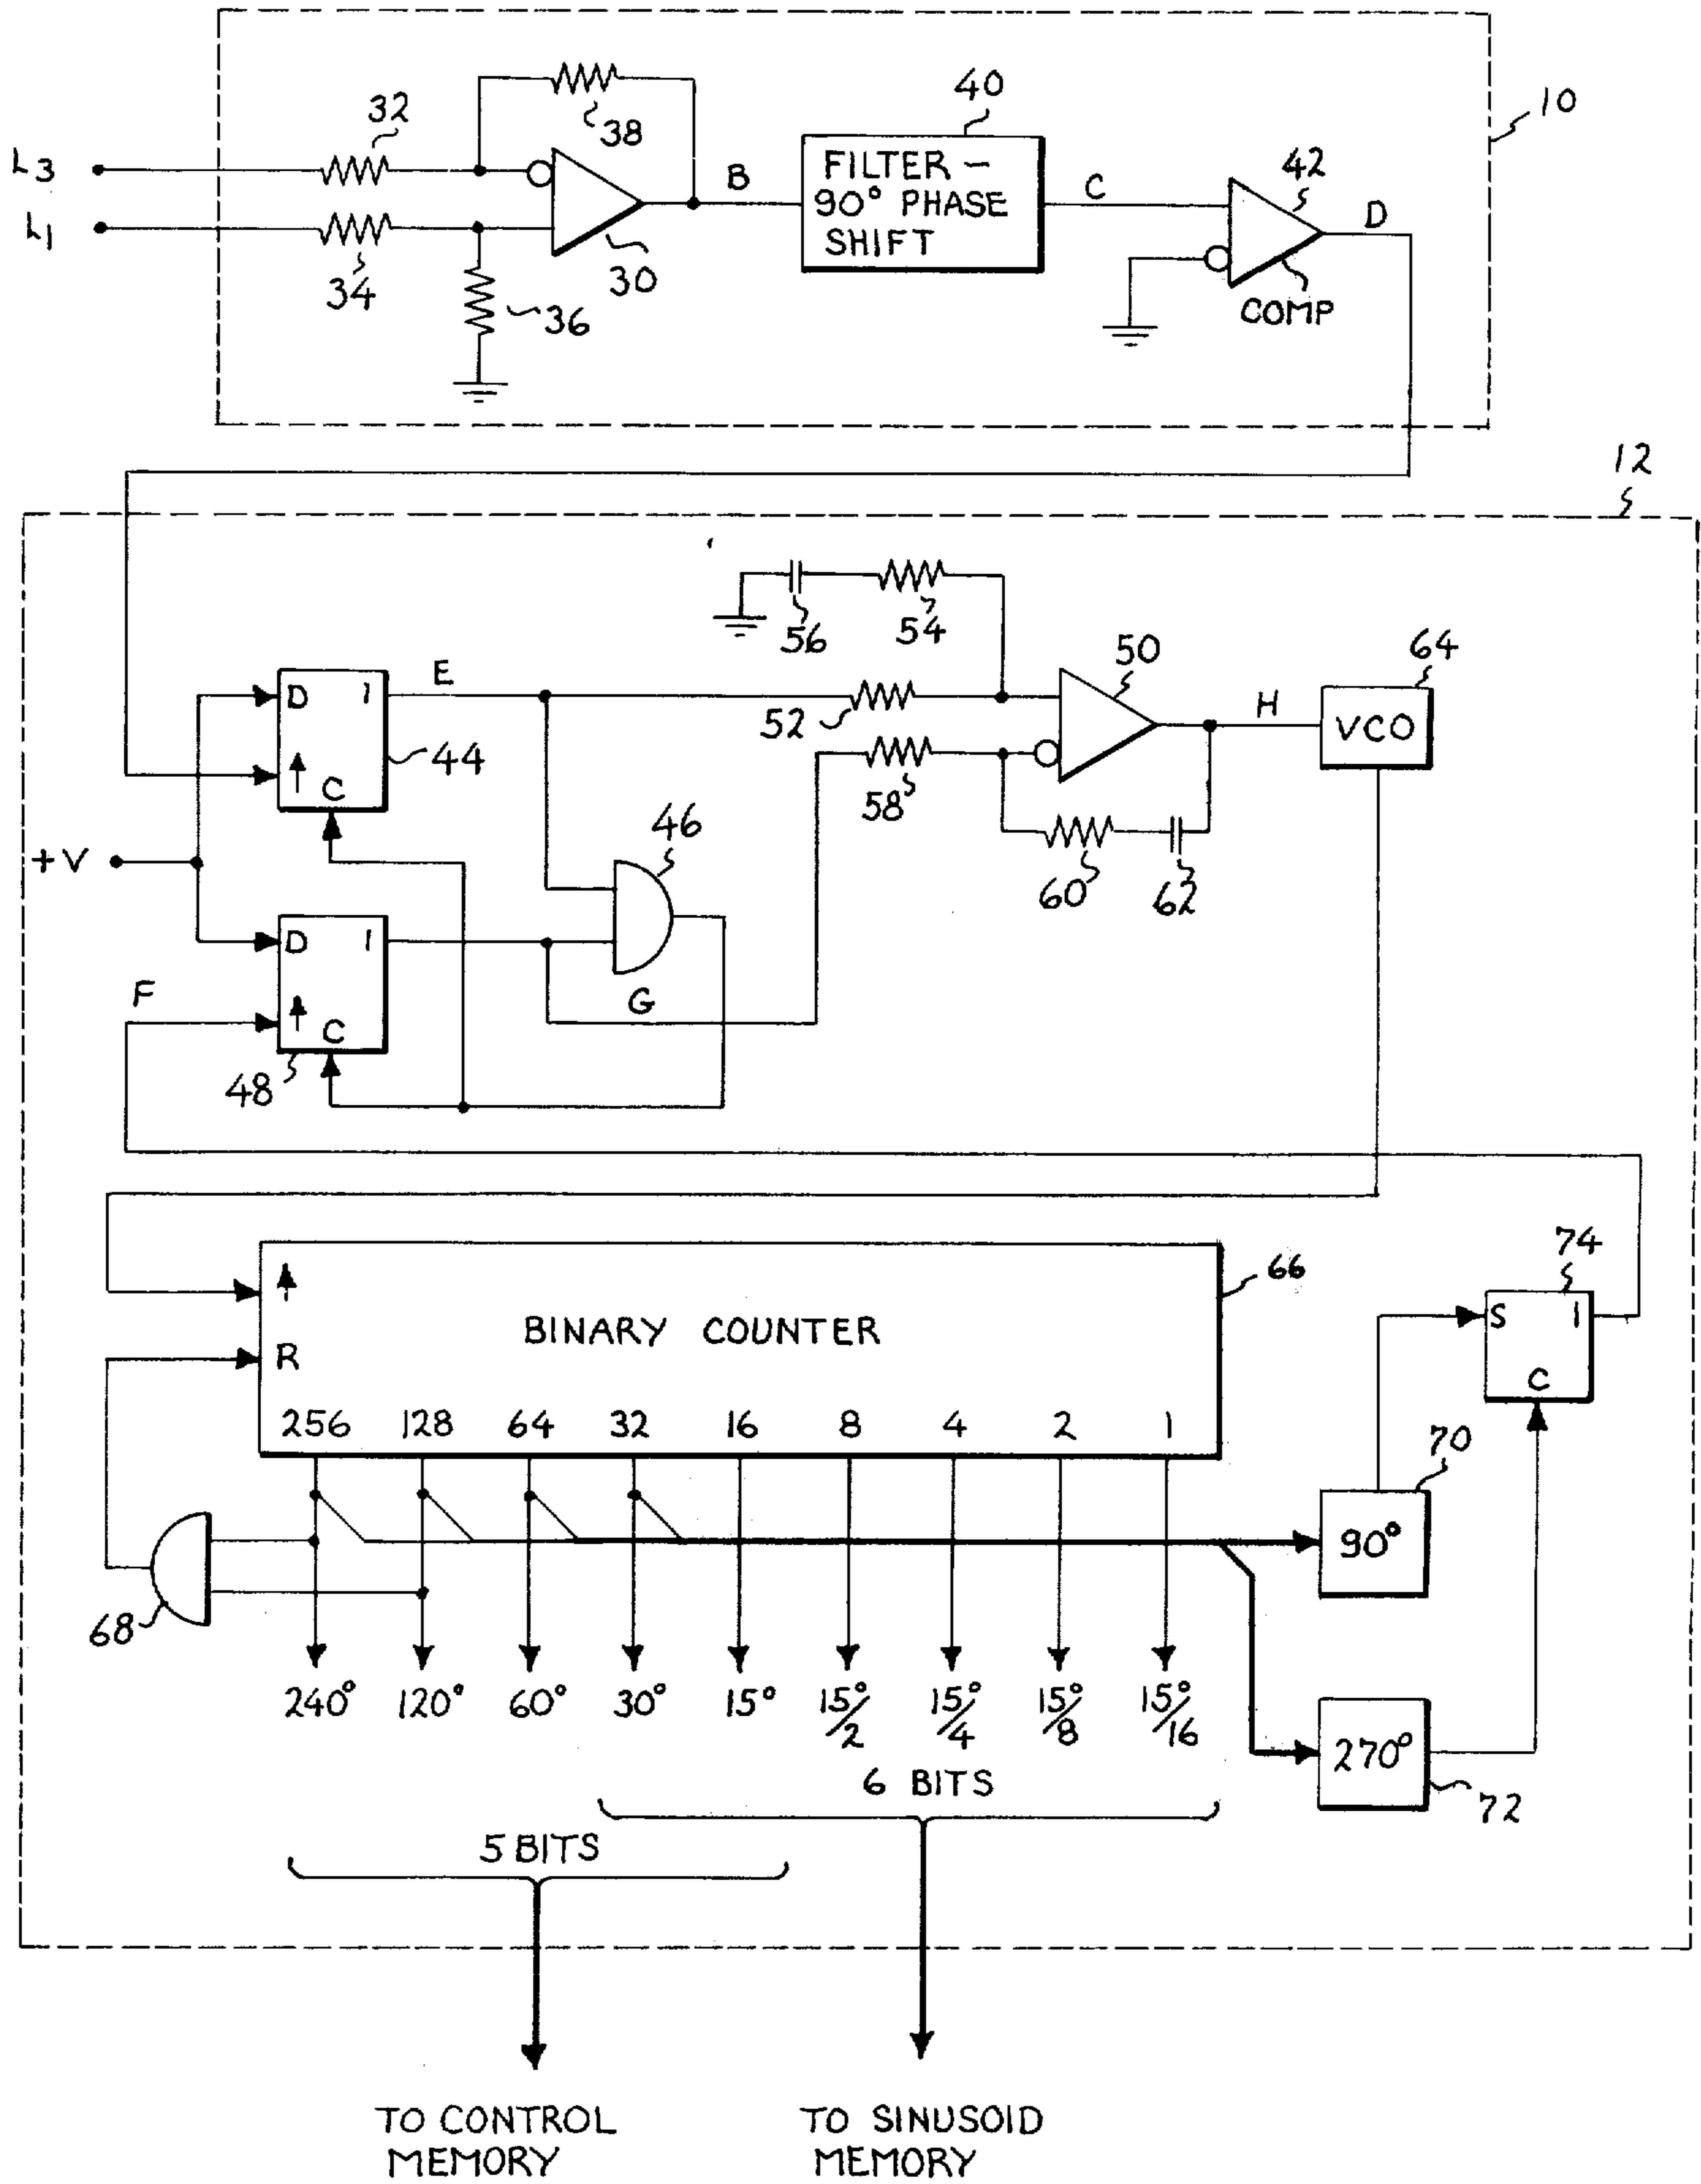 10
L3
L1
32
34
38
30
36
B
40
FILTER -
90° PHASE
SHIFT
C
42
D
COMP
12
56
54
50
64
D 1
C
E
44
52
58
H
VCO
+V
46
60
62
D 1
C
F
G
48
74
66
BINARY COUNTER
R
S 1
C
256 128 64 32 16 8 4 2 1
70
90°
68
240° 120° 60° 30° 15° 15°/2 15°/4 15°/8 15°/16
270°
72
6 BITS
5 BITS
TO CONTROL
MEMORY
TO SINUSOID
MEMORY